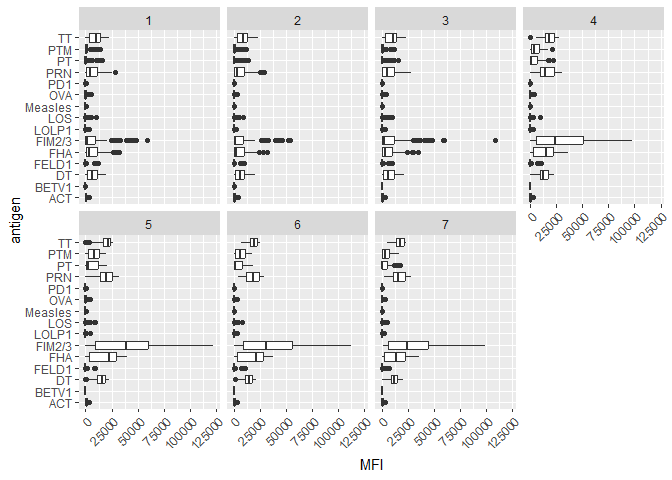 1 2 3 4
TT
PTM
PT
PRN
PD1
OVA
Measles
LOS
LOLP1
FIM2/3
FHA
FELD1
DT
BETV1
ACT
0 25000 50000 75000 100000 125000
antigen
5 6 7
TT
PTM
PT
PRN
PD1
OVA
Measles
LOS
LOLP1
FIM2/3
FHA
FELD1
DT
BETV1
ACT
0 25000 50000 75000 100000 125000 0 25000 50000 75000 100000 125000 0 25000 50000 75000 100000 125000
MFI